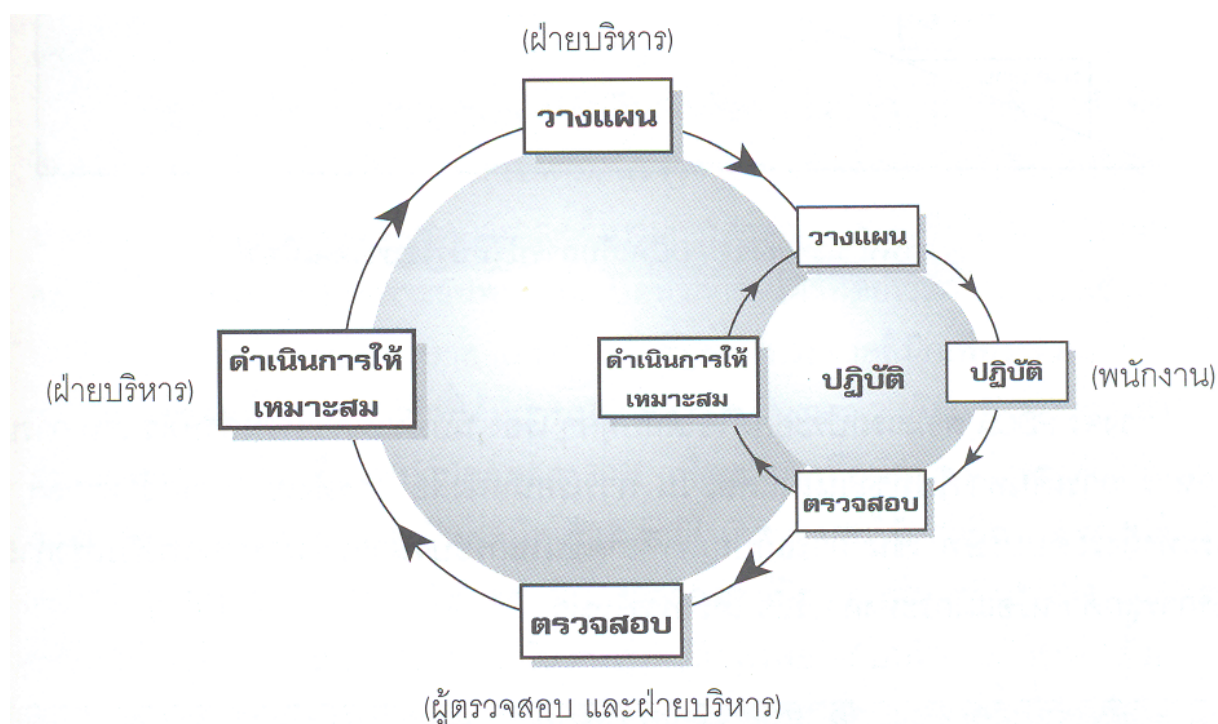 (ฝ่ายบริหาร)
วางแผน
วางแผน
ดำเนินการให้
เหมาะสม
(ฝ่ายบริหาร)
ดำเนินการให้
เหมาะสม
ปฏิบัติ
ปฏิบัติ
(พนักงาน)
ตรวจสอบ
ตรวจสอบ
(ผู้ตรวจสอบ และฝ่ายบริหาร)